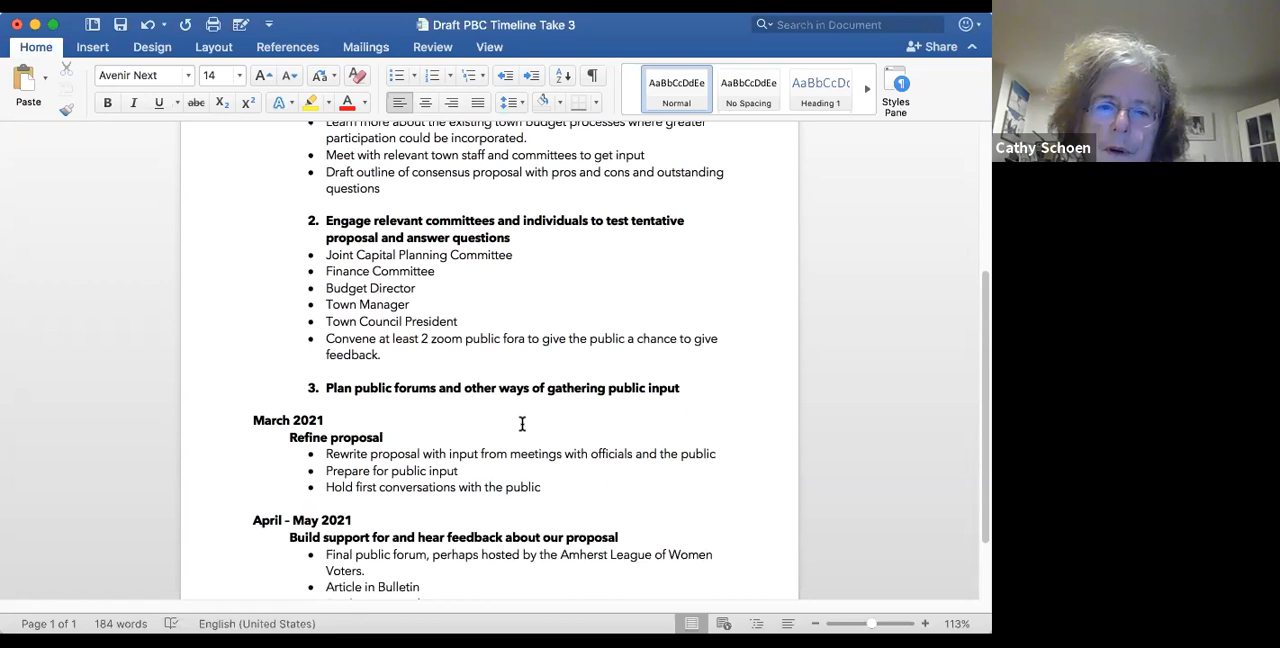 Draft PBC Timeline Take 3
Search in Document
Home Insert Design Layout References Mailings Review View
Share
Paste
Avenir Next 14
AaBbCcDdEe AaBbCcDdEe AaBbCcDc
Normal No Spacing Heading 1
Styles Pane
Learn more about the existing town budget processes where greater
participation could be incorporated.
• Meet with relevant town staff and committees to get input
• Draft outline of consensus proposal with pros and cons and outstanding
questions
2. Engage relevant committees and individuals to test tentative
proposal and answer questions
• Joint Capital Planning Committee
• Finance Committee
• Budget Director
• Town Manager
• Town Council President
• Convene at least 2 zoom public fora to give the public a chance to give
feedback.
3. Plan public forums and other ways of gathering public input
March 2021
Refine proposal
• Rewrite proposal with input from meetings with officials and the public
• Prepare for public input
• Hold first conversations with the public
April – May 2021
Build support for and hear feedback about our proposal
• Final public forum, perhaps hosted by the Amherst League of Women
Voters.
• Article in Bulletin
Page 1 of 1 184 words English (United States) 113%
Cathy Schoen